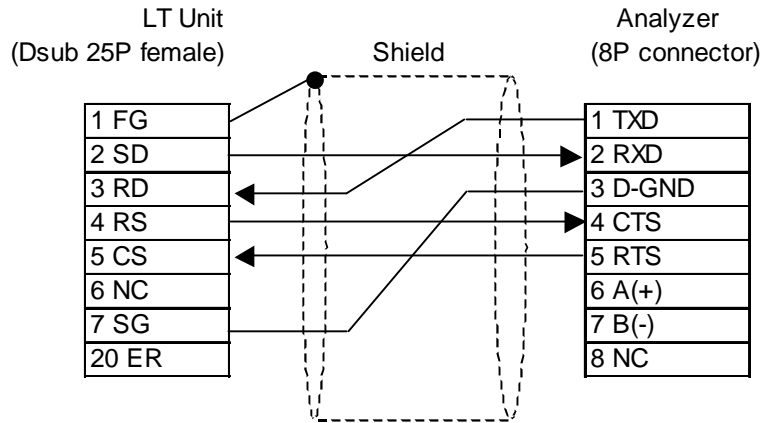 LT Unit
(Dsub 25P female)
Shield
Analyzer
(8P connector)
1 FG
2 SD
3 RD
4 RS
5 CS
6 NC
7 SG
20 ER
1 TXD
2 RXD
3 D-GND
4 CTS
5 RTS
6 A(+)
7 B(-)
8 NC